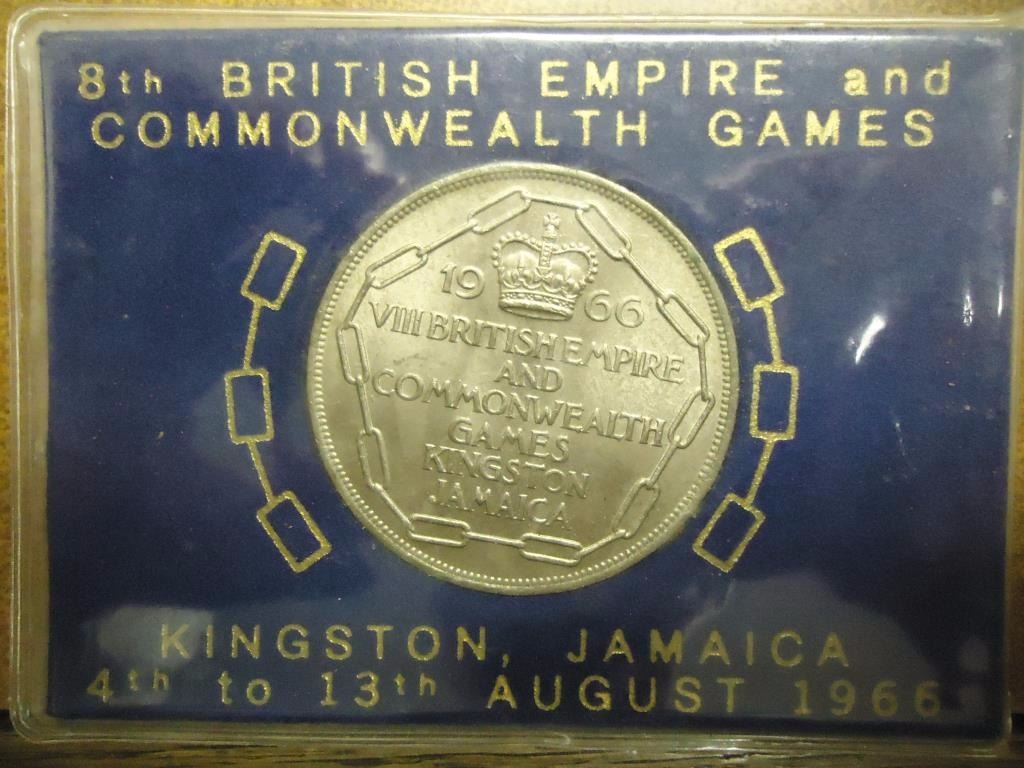 8th BRITISH EMPIRE and
COMMONWEALTH GAMES
19 66
VIII BRITISH EMPIRE
AND
COMMONWEALTH
GAMES
KINGSTON
JAMAICA
KINGSTON, JAMAICA
4th to 13th AUGUST 1966